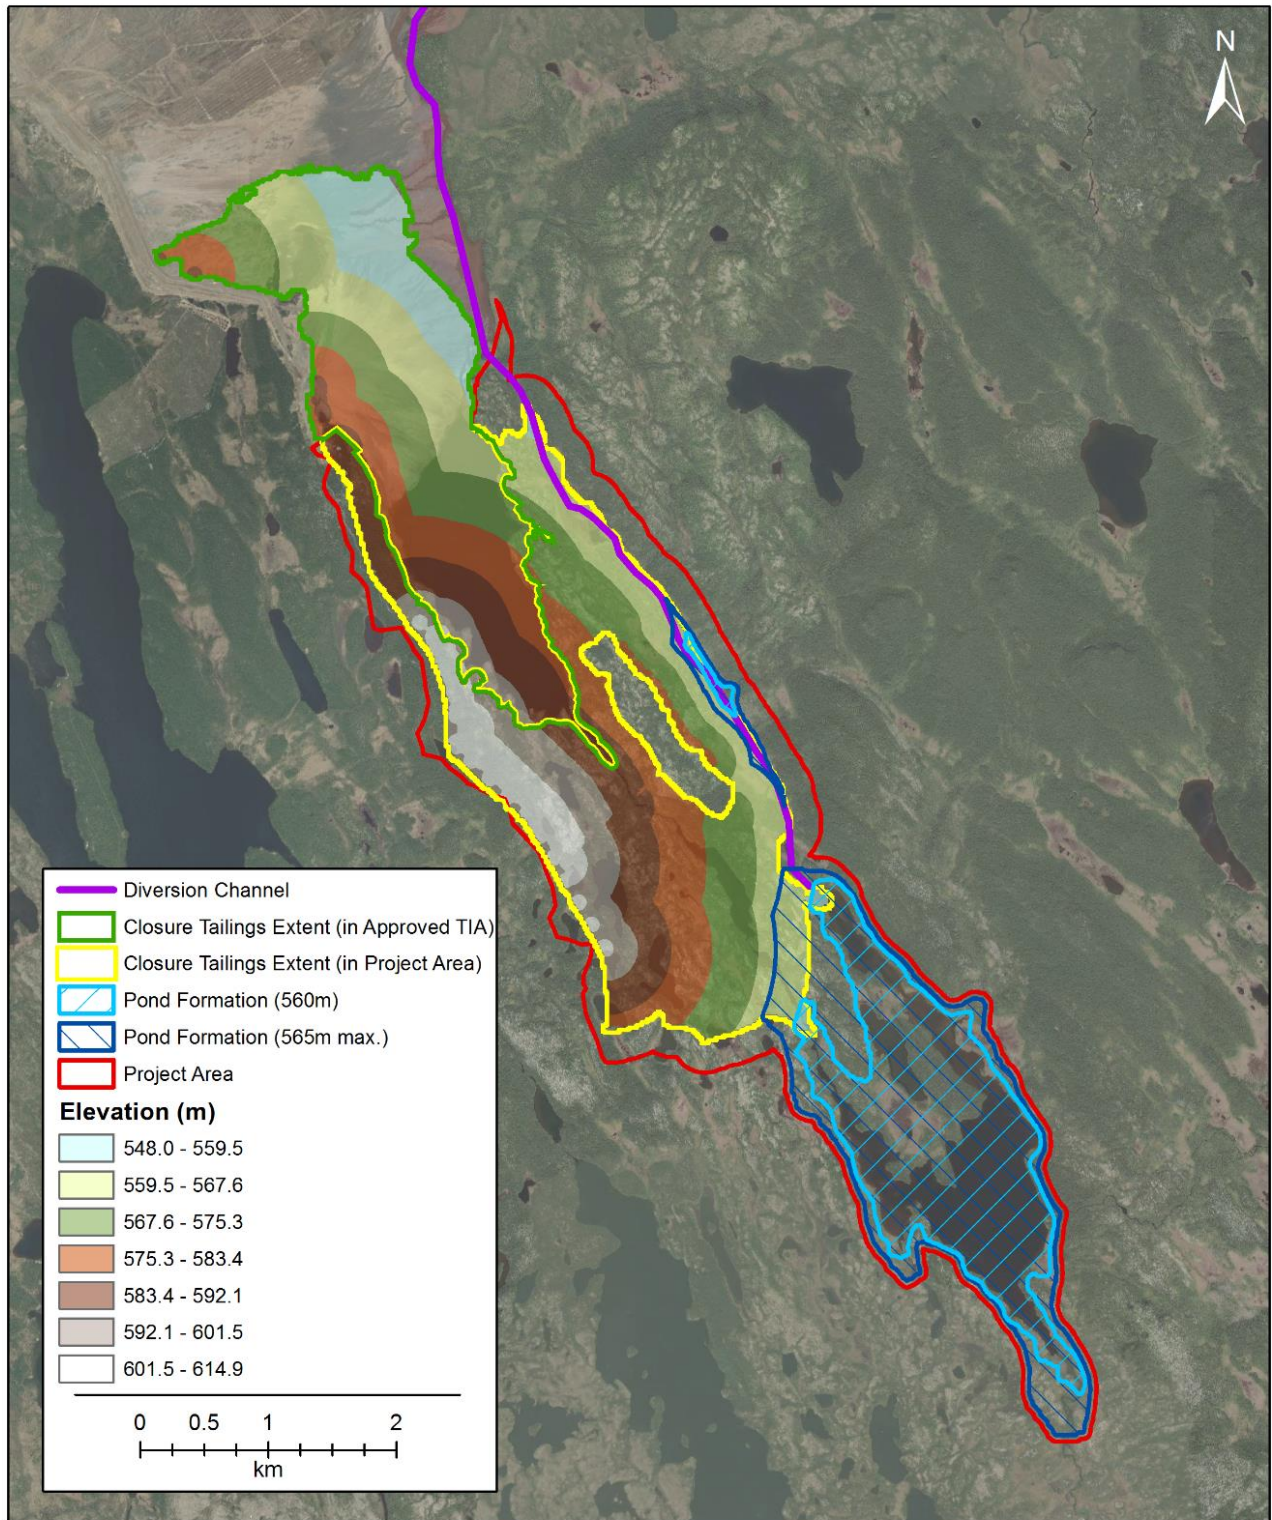 N
Diversion Channel
Closure Tailings Extent (in Approved TIA)
Closure Tailings Extent (in Project Area)
Pond Formation (560m)
Pond Formation (565m max.)
Project Area
Elevation (m)
548.0 - 559.5
559.5 - 567.6
567.6 - 575.3
575.3 - 583.4
583.4 - 592.1
592.1 - 601.5
601.5 - 614.9
0 0.5 1 2
km